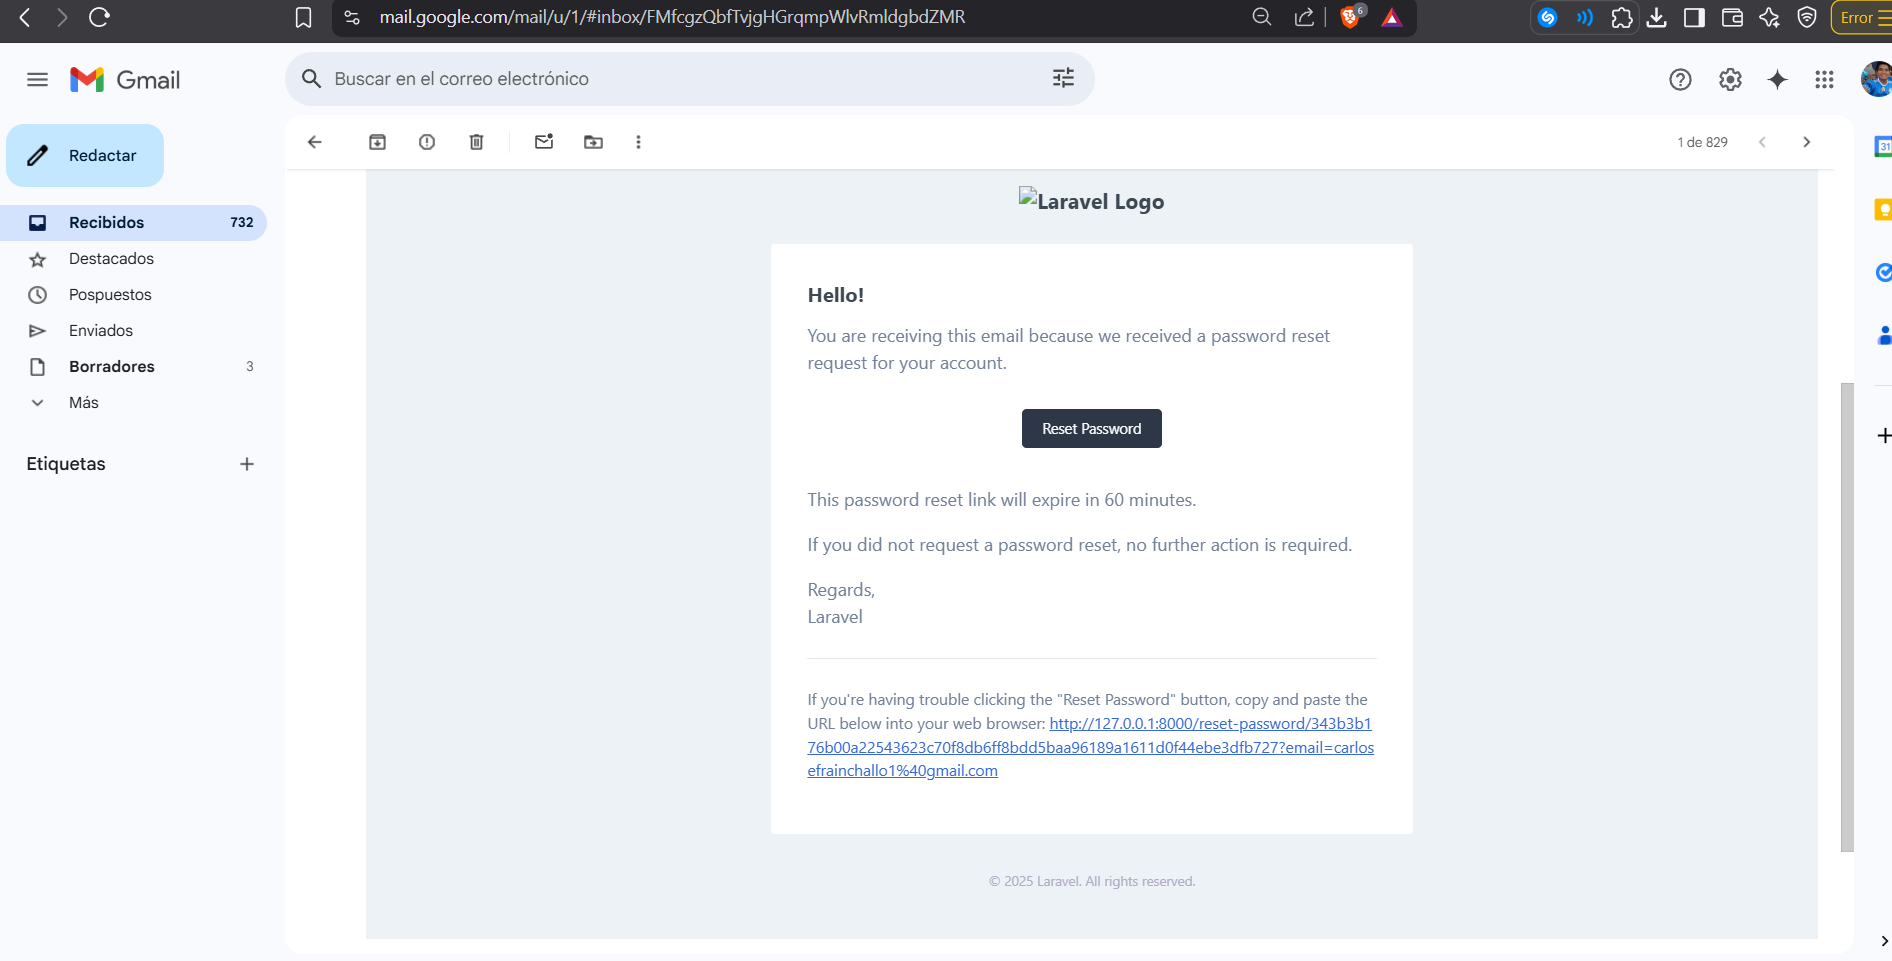 mail.google.com/mail/u/1/#inbox/FMfcgzQbfTvjgHGrqmpWlvRmldgbdZMR
6
Error
Gmail
Buscar en el correo electrónico
Redactar
1 de 829
31
Recibidos 732
Destacados
Pospuestos
Enviados
Borradores 3
Más
Etiquetas
Laravel Logo
Hello!
You are receiving this email because we received a password reset
request for your account.
Reset Password
This password reset link will expire in 60 minutes.
If you did not request a password reset, no further action is required.
Regards,
Laravel
If you're having trouble clicking the "Reset Password" button, copy and paste the
URL below into your web browser: http://127.0.0.1:8000/reset-password/343b3b1
76b00a22543623c70f8db6ff8bdd5baa96189a1611d0f44ebe3dfb727?email=carlos
efrainchallo1%40gmail.com
© 2025 Laravel. All rights reserved.